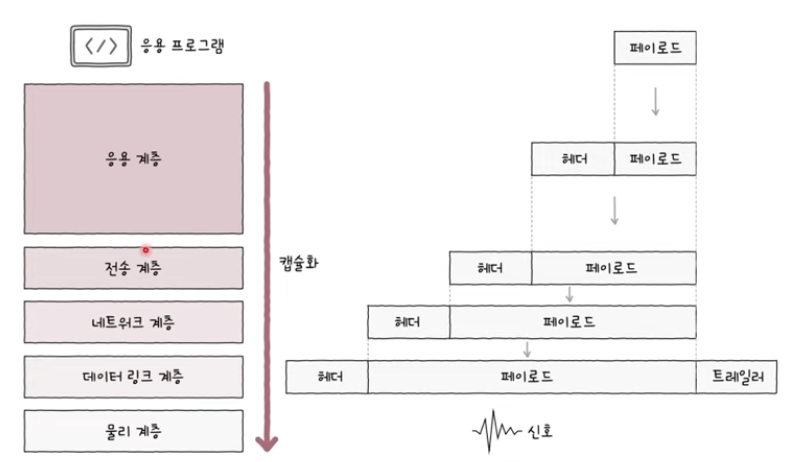 </> 응용 프로그램
페이로드
응용 계층
헤더 페이로드
전송 계층
캡슐화
헤더 페이로드
네트워크 계층
헤더 페이로드
데이터 링크 계층
헤더 페이로드 트레일러
물리 계층
신호